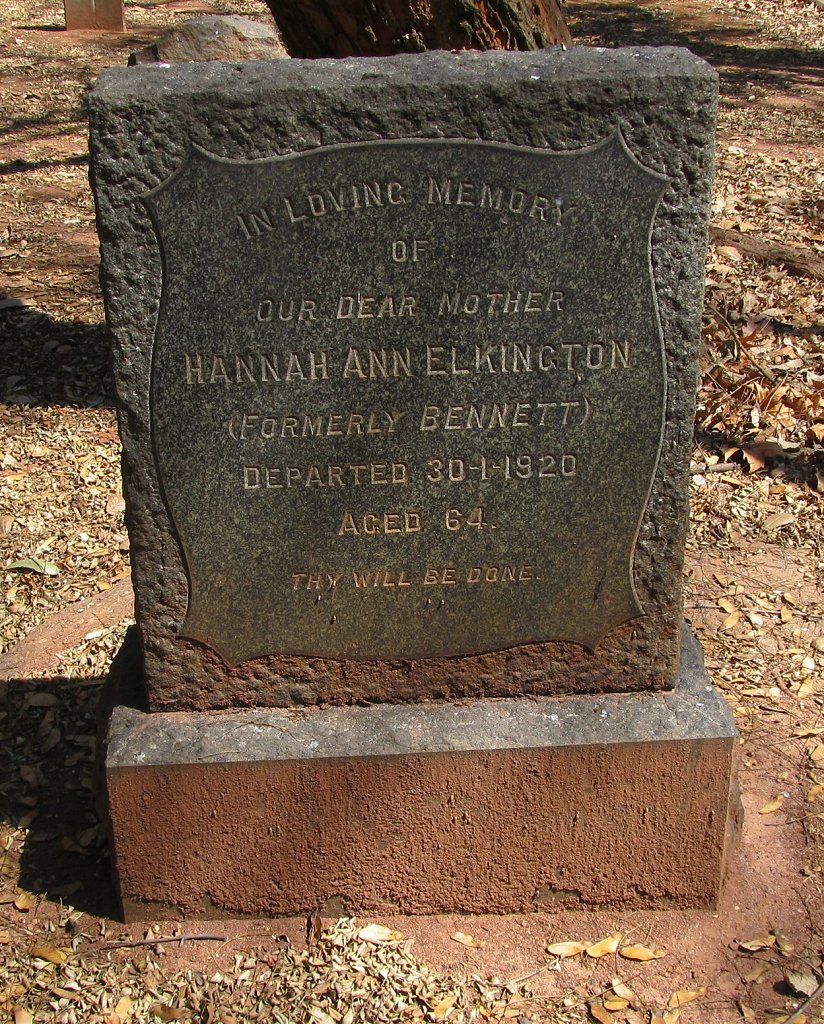 IN LOVING MEMORY
OF
OUR DEAR MOTHER
HANNAH ANN ELKINGTON
(FORMERLY BENNETT)
DEPARTED 30-1-1920
AGED 64.
THY WILL BE DONE.